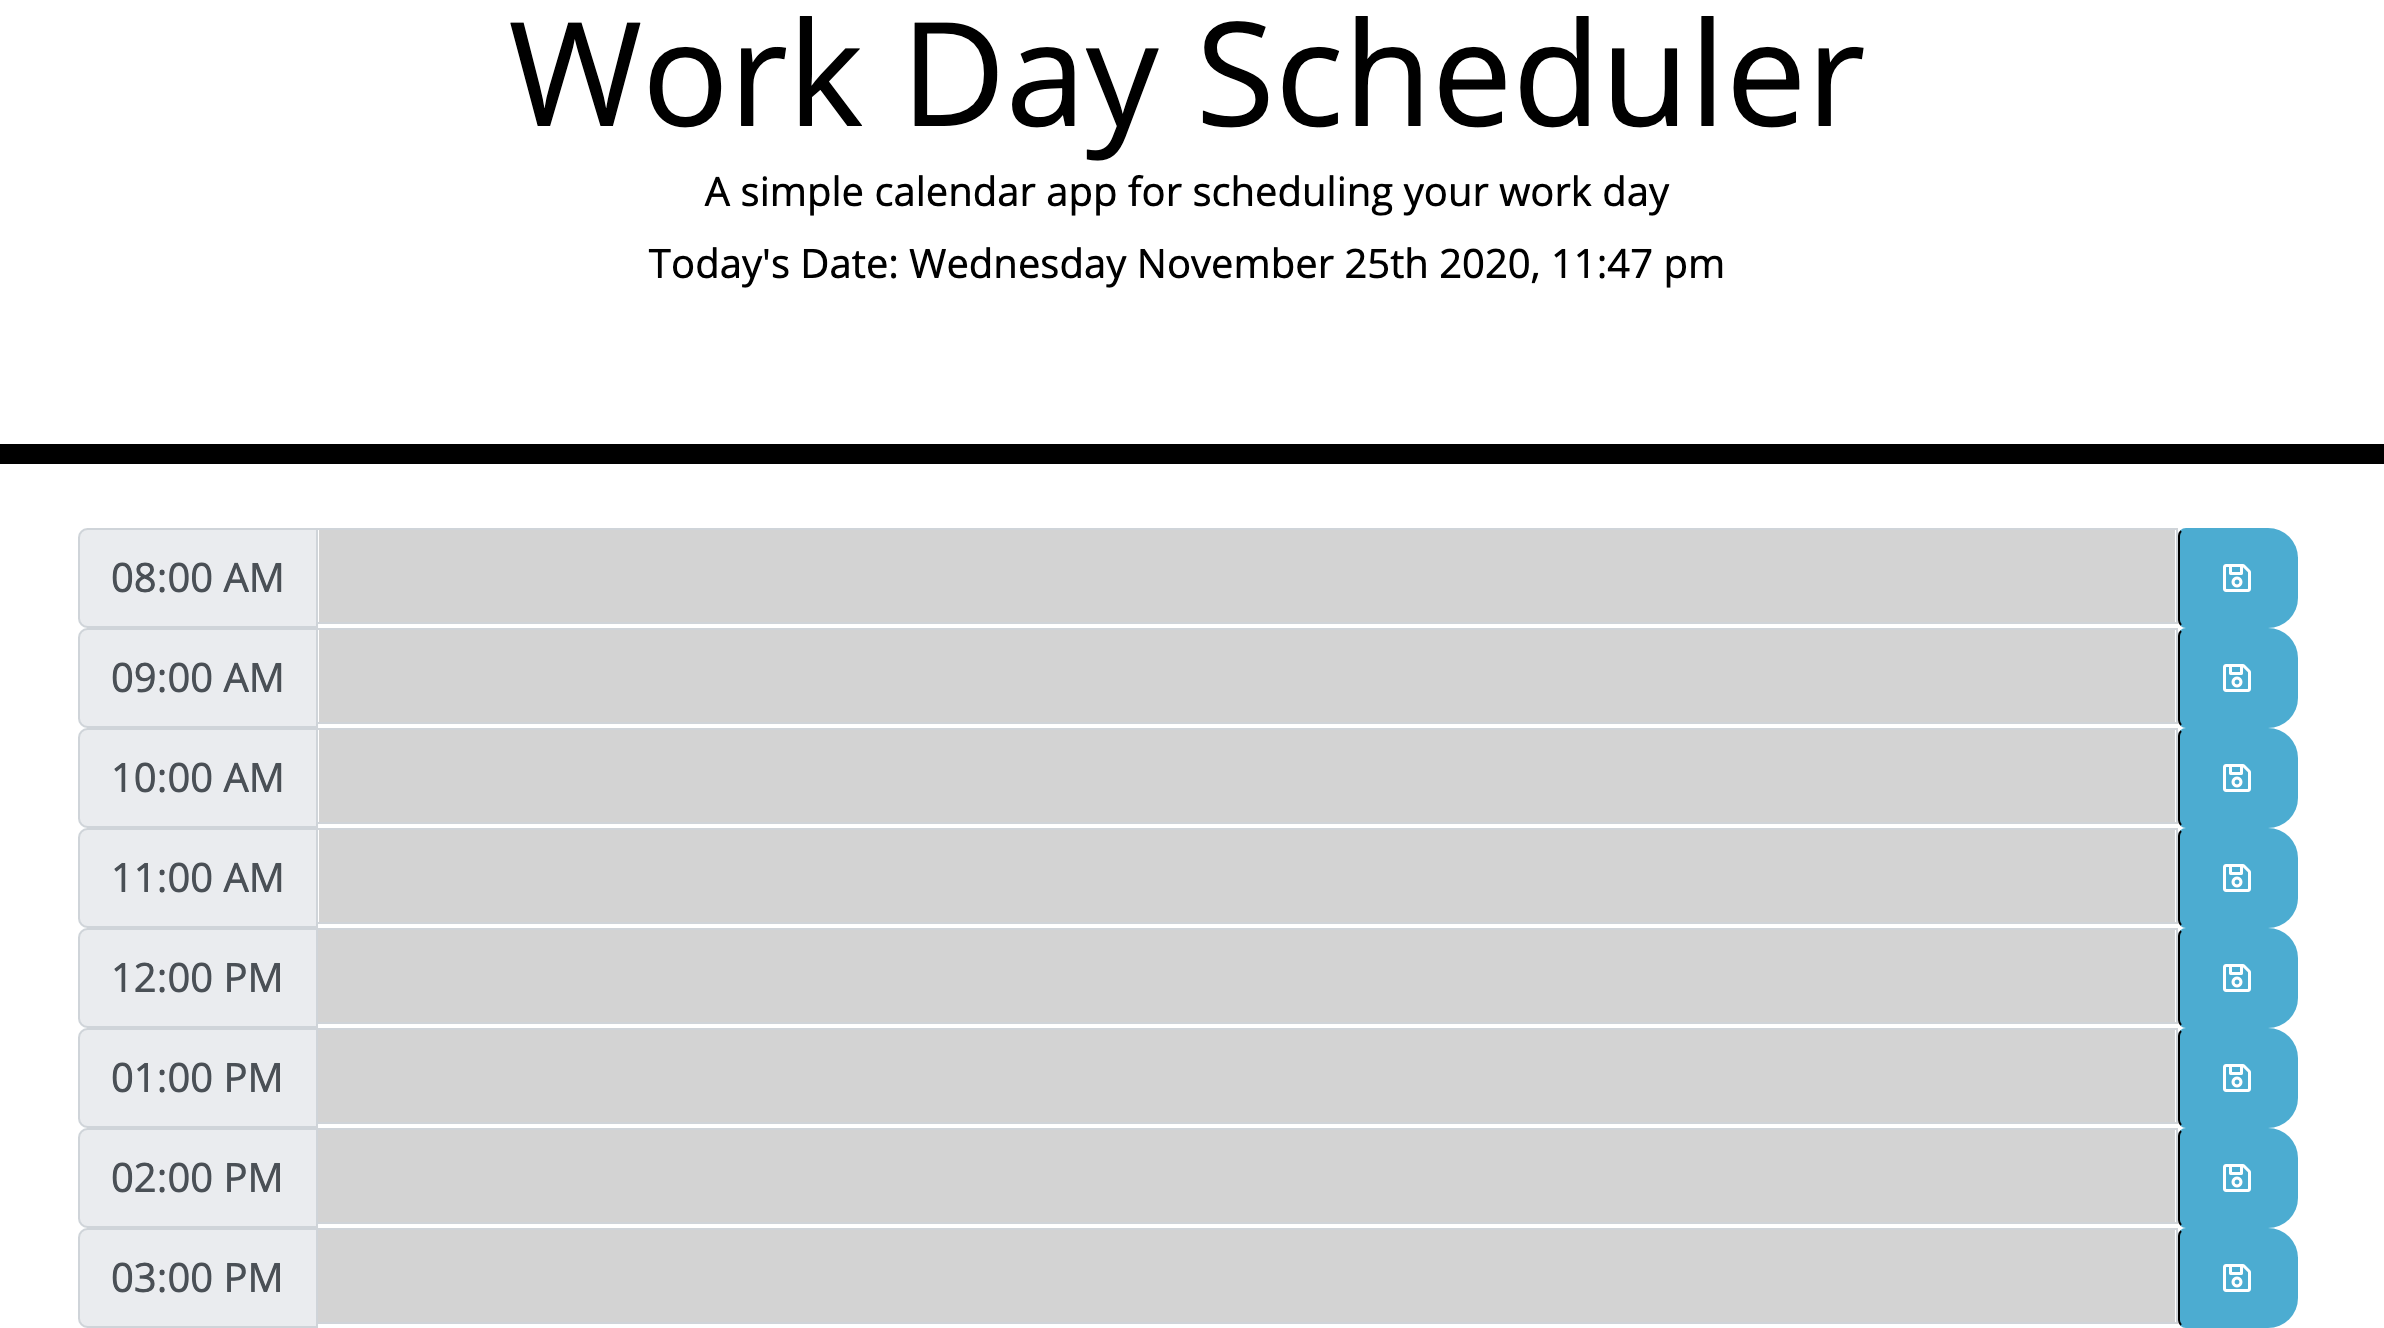 Work Day Scheduler
A simple calendar app for scheduling your work day
Today's Date: Wednesday November 25th 2020, 11:47 pm
08:00 AM
09:00 AM
10:00 AM
11:00 AM
12:00 PM
01:00 PM
02:00 PM
03:00 PM